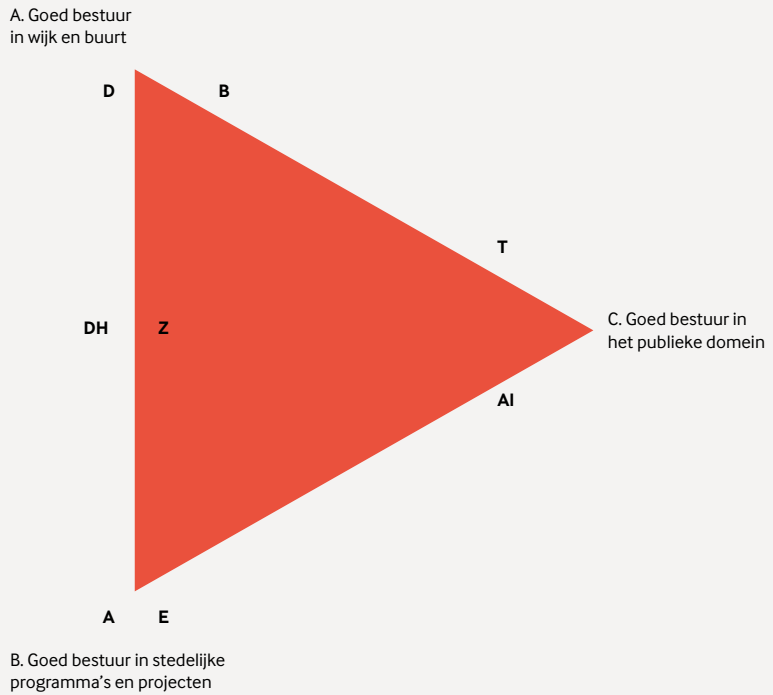 A. Goed bestuur
in wijk en buurt
D B
T
DH Z
C. Goed bestuur in
het publieke domein
AI
A E
B. Goed bestuur in stedelijke
programma's en projecten